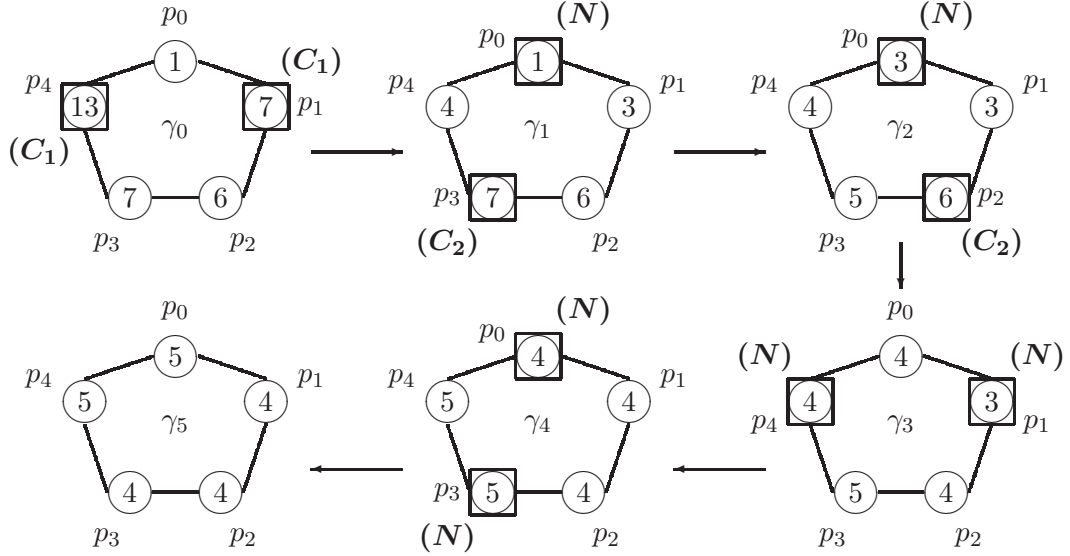 p₀ (N) (N)
1 (C₁) p₀ 1 p₀ 3
p₄ 13 7 p₁ p₄ 4 3 p₁ p₄ 4 3 p₁
(C₁) γ₀ γ₁ γ₂
7 6 p₃ 7 6 5 6 p₂
p₃ p₂ (C₂) p₂ p₃ (C₂)
p₀ (N) p₀
5 p₀ 4 (N) 4 (N)
p₄ 5 4 p₁ p₄ 5 4 p₁ 4 3
γ₅ γ₄ p₄ γ₃ p₁
4 4 p₃ 5 4 5 4
p₃ p₂ (N) p₂ p₃ p₂